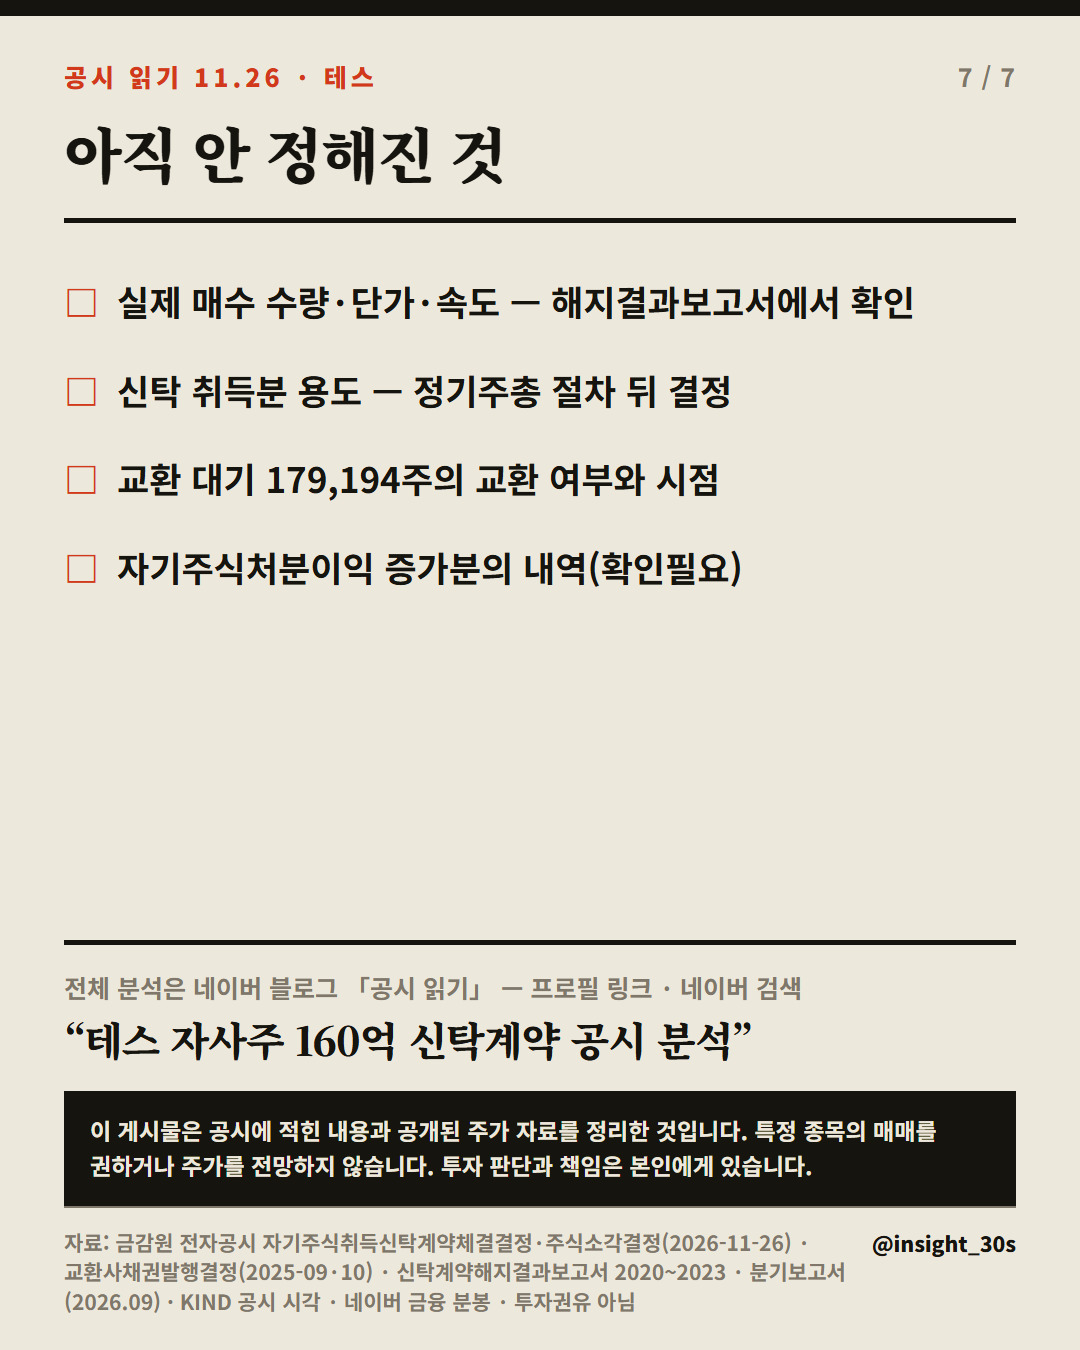 공시 읽기 11.26 · 테스
7 / 7
아직 안 정해진 것
□ 실제 매수 수량·단가·속도 — 해지결과보고서에서 확인
□ 신탁 취득분 용도 — 정기주총 절차 뒤 결정
□ 교환 대기 179,194주의 교환 여부와 시점
□ 자기주식처분이익 증가분의 내역(확인필요)
전체 분석은 네이버 블로그 「공시 읽기」 — 프로필 링크 · 네이버 검색
“테스 자사주 160억 신탁계약 공시 분석”
이 게시물은 공시에 적힌 내용과 공개된 주가 자료를 정리한 것입니다. 특정 종목의 매매를
권하거나 주가를 전망하지 않습니다. 투자 판단과 책임은 본인에게 있습니다.
자료: 금감원 전자공시 자기주식취득신탁계약체결결정·주식소각결정(2026-11-26) ·
교환사채권발행결정(2025-09·10) · 신탁계약해지결과보고서 2020~2023 · 분기보고서
(2026.09) · KIND 공시 시각 · 네이버 금융 분봉 · 투자권유 아님
@insight_30s